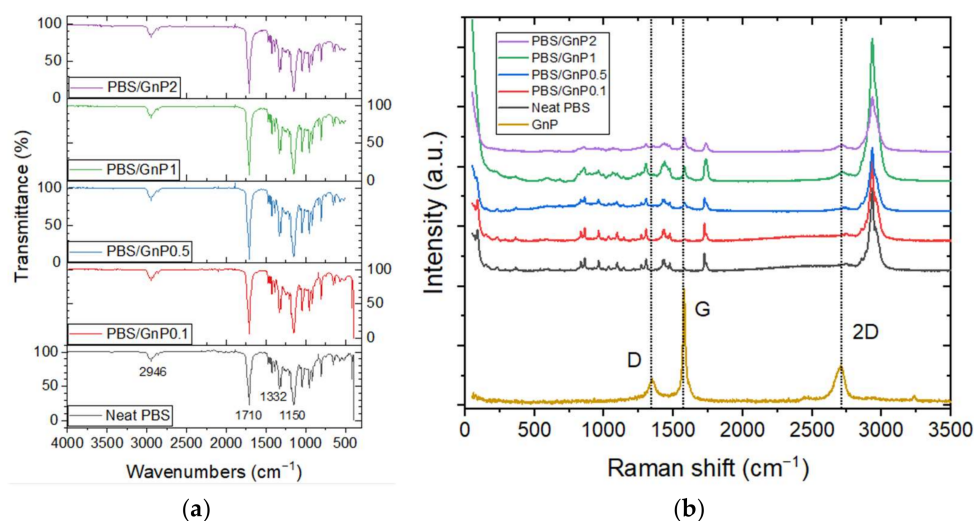 100
50
PBS/GnP2
100
50
0
PBS/GnP1
100
50
PBS/GnP0.5
100
50
0
PBS/GnP0.1
100
50
2946
1332
1710
1150
Neat PBS
Transmittance (%)
4000 3500 3000 2500 2000 1500 1000 500
Wavenumbers (cm−1)
(a)
PBS/GnP2
PBS/GnP1
PBS/GnP0.5
PBS/GnP0.1
Neat PBS
GnP
D
G
2D
Intensity (a.u.)
0 500 1000 1500 2000 2500 3000 3500
Raman shift (cm−1)
(b)